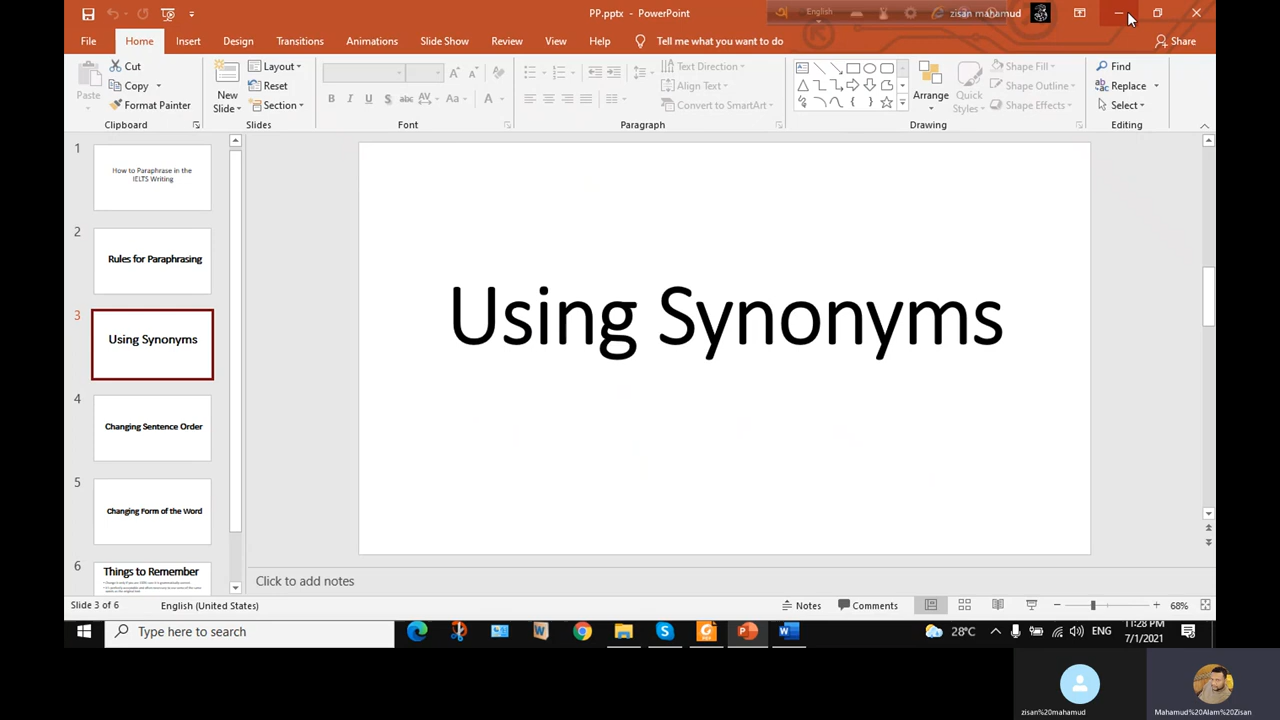 PP.pptx - PowerPoint
English
zisan mahamud
File Home Insert Design Transitions Animations Slide Show Review View Help Tell me what you want to do Share
Paste
Cut
Copy
Format Painter
Clipboard
New
Slide
Layout
Reset
Section
Slides
B I U S abc AV Aa A
Font
Paragraph
Text Direction
Align Text
Convert to SmartArt
Arrange
Quick
Styles
Shape Fill
Shape Outline
Shape Effects
Drawing
Find
Replace
Select
Editing
1
How to Paraphrase in the
IELTS Writing
2
Rules for Paraphrasing
3
Using Synonyms
4
Changing Sentence Order
5
Changing Form of the Word
6
Things to Remember
Using Synonyms
Click to add notes
Slide 3 of 6 English (United States) Notes Comments 68%
Type here to search
28°C ENG
11:28 PM
7/1/2021
zisan%20mahamud
Mahamud%20Alam%20Zisan